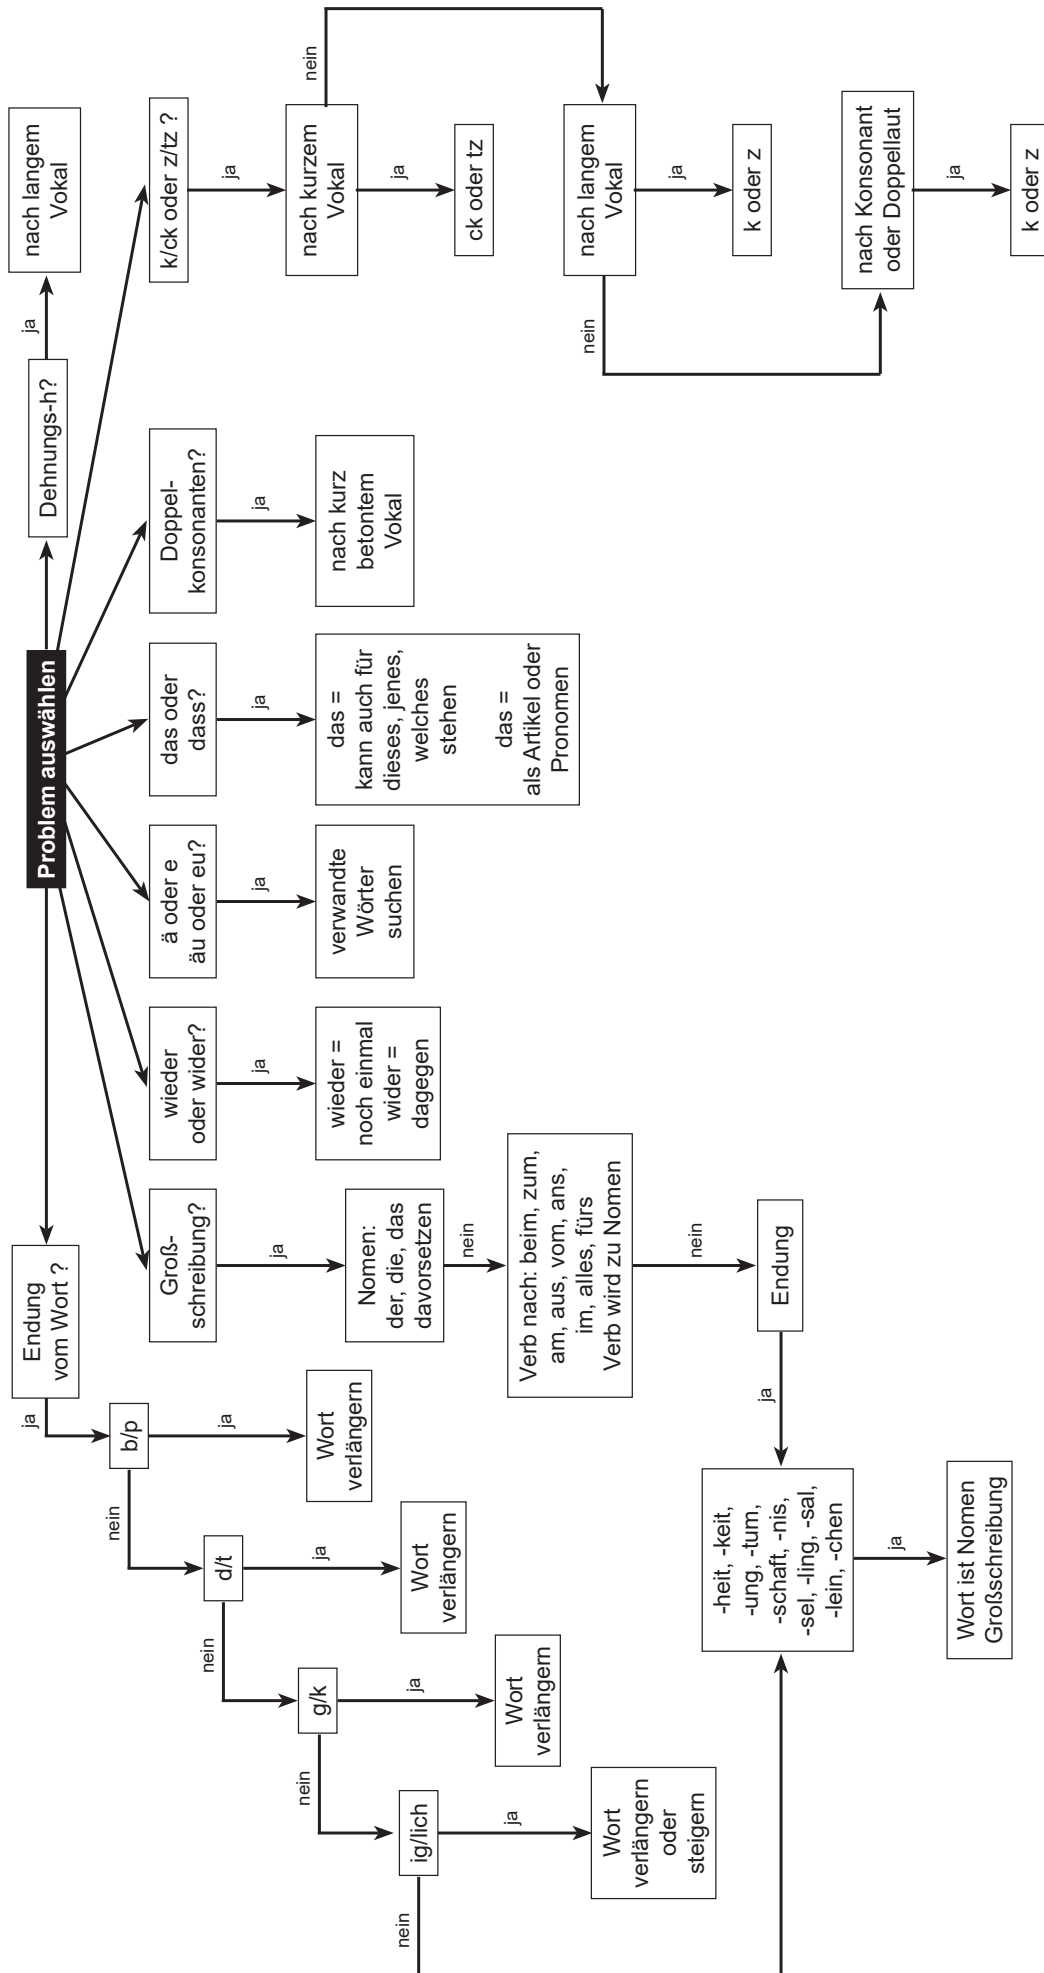 Problem auswählen
Endung
vom Wort ?
ja
b/p
ja
Wort
verlängern
nein
d/t
ja
Wort
verlängern
nein
g/k
ja
Wort
verlängern
nein
ig/lich
ja
Wort
verlängern
oder
steigern
nein
Groß-
schreibung?
ja
Nomen:
der, die, das
davorsetzen
nein
Verb nach: beim, zum,
am, aus, vom, ans,
im, alles, fürs
Verb wird zu Nomen
nein
Endung
ja
-heit, -keit,
-ung, -tum,
-schaft, -nis,
-sel, -ling, -sal,
-lein, -chen
ja
Wort ist Nomen
Großschreibung
wieder
oder wider?
ja
wieder =
noch einmal
wider =
dagegen
ä oder e
äu oder eu?
ja
verwandte
Wörter
suchen
das oder
dass?
ja
das =
kann auch für
dieses, jenes,
welches
stehen
das =
als Artikel oder
Pronomen
Doppel-
konsonanten?
ja
nach kurz
betontem
Vokal
Dehnungs-h?
ja
nach langem
Vokal
k/ck oder z/tz ?
ja
nach kurzem
Vokal
ja
ck oder tz
nein
nach langem
Vokal
ja
k oder z
nein
nach Konsonant
oder Doppellaut
ja
k oder z